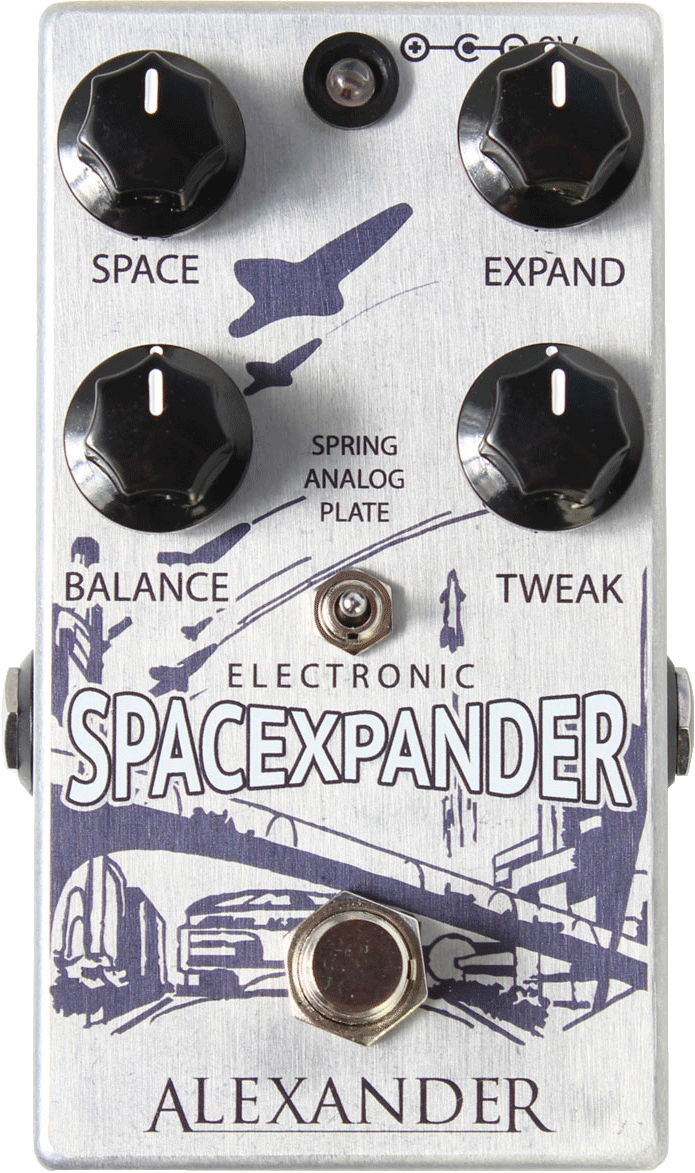 SPACE
EXPAND
SPRING
ANALOG
PLATE
BALANCE
TWEAK
ELECTRONIC
SPACEXPANDER
ALEXANDER